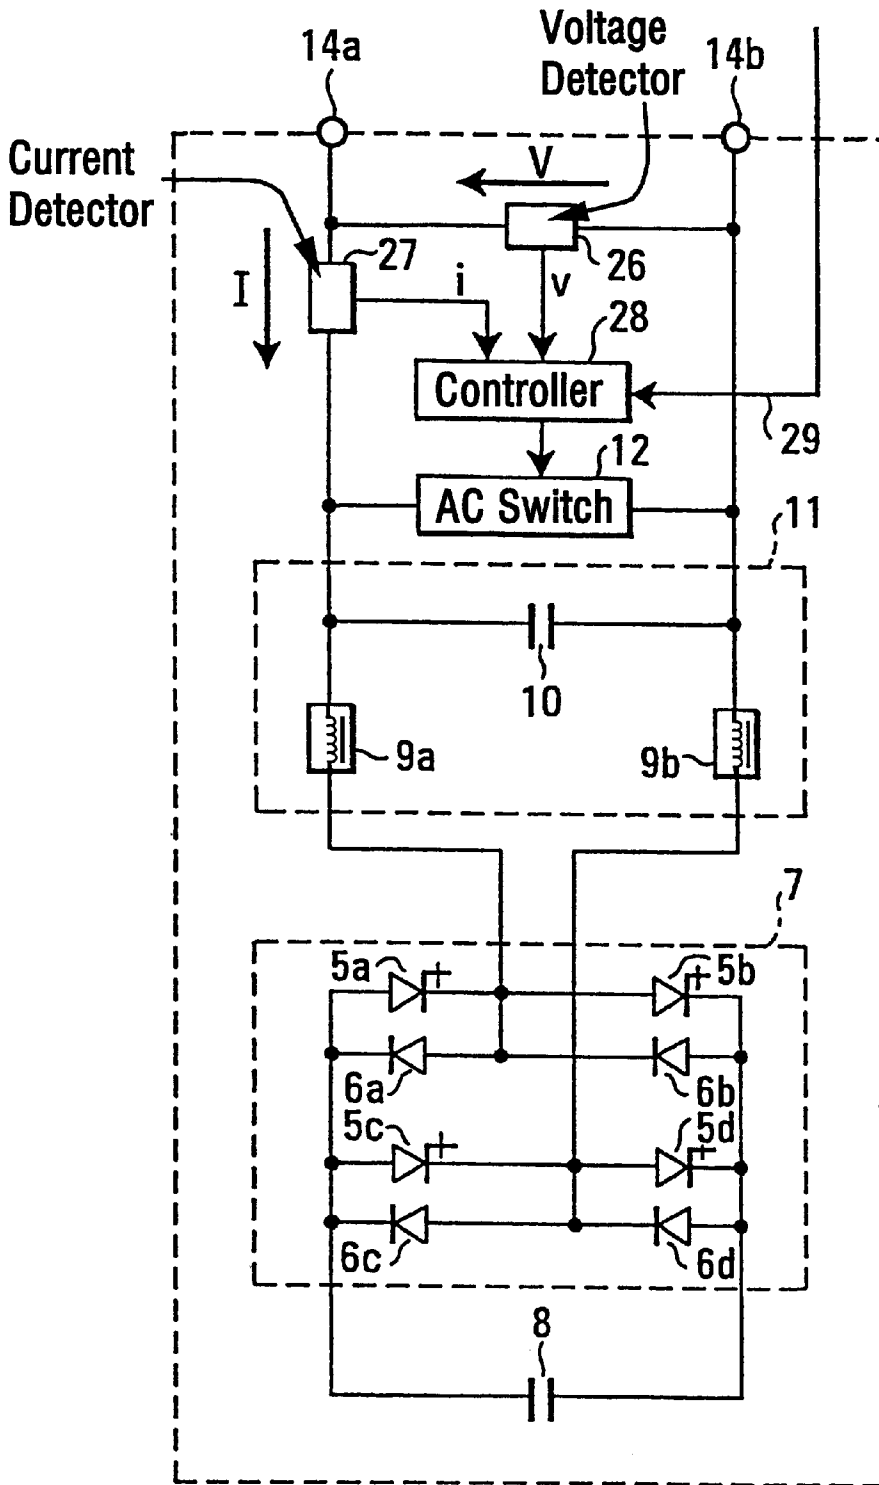 Voltage
Detector
14a
14b
Current
Detector
V
27
26
I
i
v
28
Controller
29
12
AC Switch
11
10
9a
9b
7
5a
5b
6a
6b
5c
5d
6c
6d
8